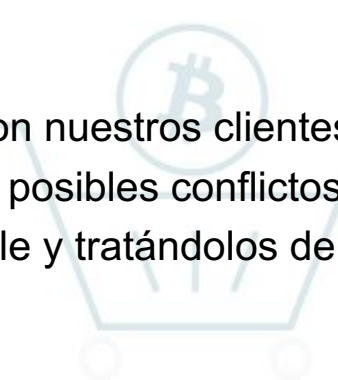 on nuestros clientes
posibles conflictos
le y tratándolos de